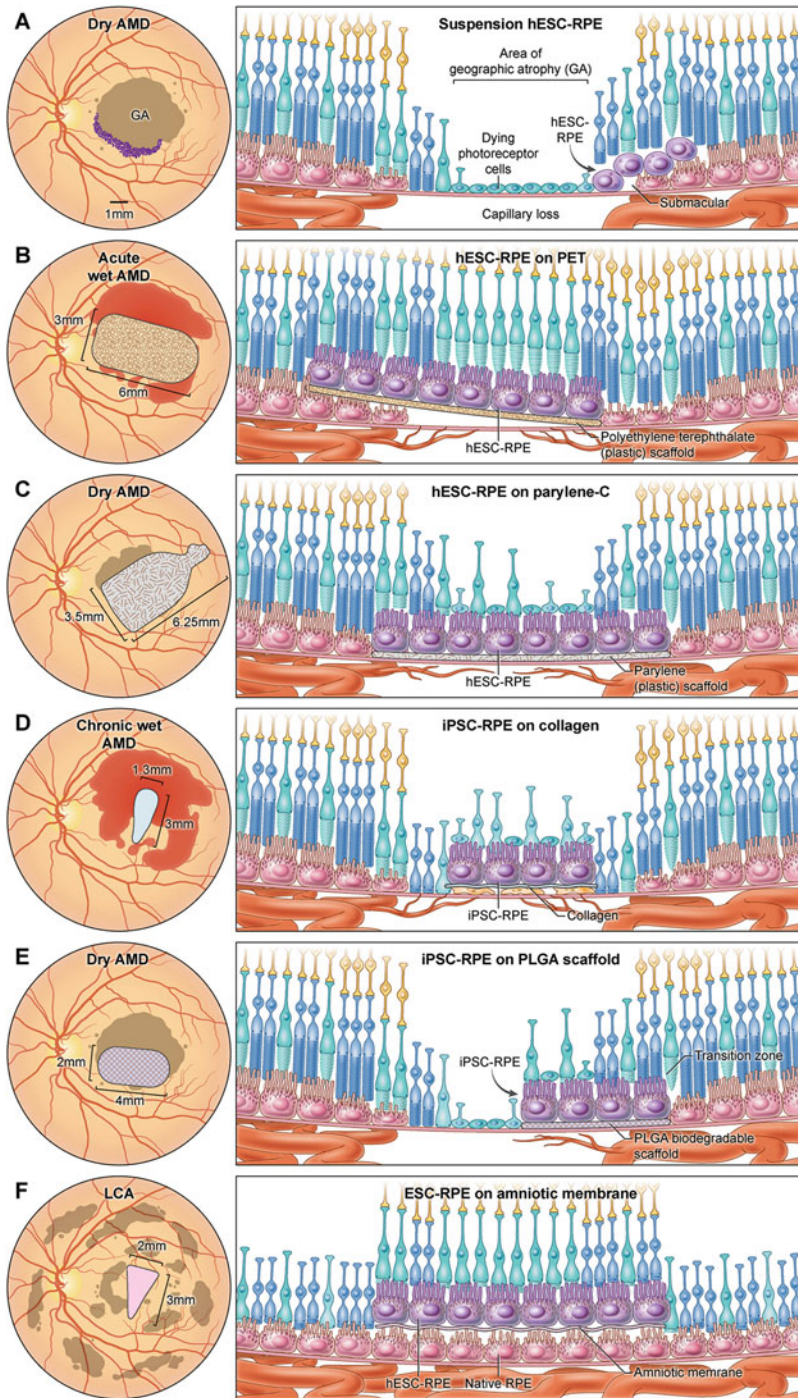 A
Dry AMD
GA
1mm
Suspension hESC-RPE
Area of
geographic atrophy (GA)
hESC-
RPE
Dying
photoreceptor
cells
Submacular
Capillary loss
B
Acute
wet AMD
3mm
6mm
hESC-RPE on PET
Polyethylene terephthalate
(plastic) scaffold
hESC-RPE
C
Dry AMD
3.5mm
6.25mm
hESC-RPE on parylene-C
Parylene
(plastic) scaffold
hESC-RPE
D
Chronic wet
AMD
1.3mm
3mm
iPSC-RPE on collagen
iPSC-RPE
Collagen
E
Dry AMD
2mm
4mm
iPSC-RPE on PLGA scaffold
iPSC-RPE
Transition zone
PLGA biodegradable
scaffold
F
LCA
2mm
3mm
ESC-RPE on amniotic membrane
Amniotic memrane
hESC-RPE
Native RPE